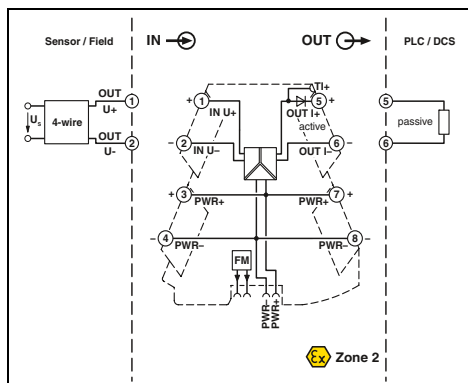 Sensor / Field
IN
OUT
PLC / DCS
OUT
U+
1
Us
4-wire
OUT
U-
2
+ 1
IN U+
TI+
5 +
OUT I+
active
– 2
IN U–
6 –
OUT I–
5
passive
6
+ 3
PWR+
7 +
PWR+
– 4
PWR–
8 –
PWR–
FM
PWR–
PWR+
Ex Zone 2